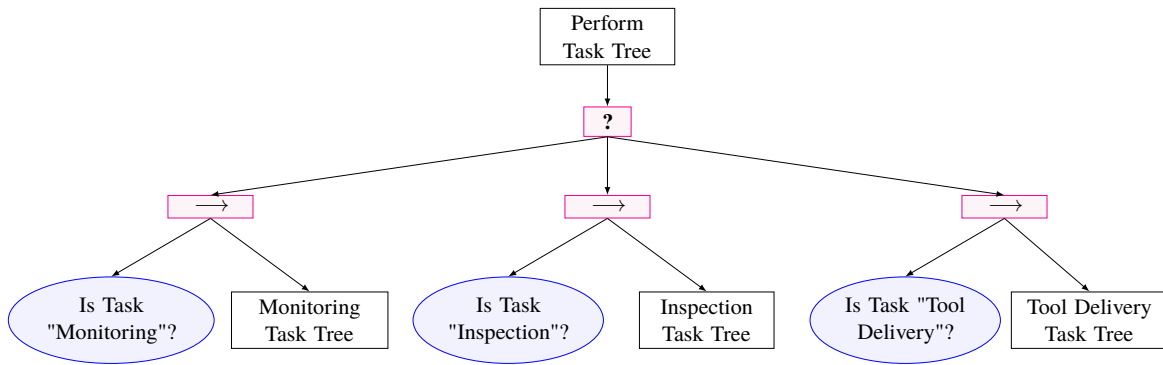 Perform
Task Tree
?
⟶
⟶
⟶
Is Task
"Monitoring"?
Monitoring
Task Tree
Is Task
"Inspection"?
Inspection
Task Tree
Is Task "Tool
Delivery"?
Tool Delivery
Task Tree